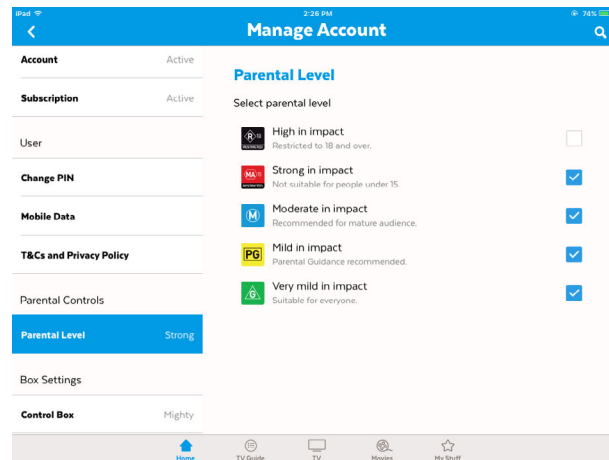 iPad 2:26 PM 74%
Manage Account
Account Active
Subscription Active
User
Change PIN
Mobile Data
T&Cs and Privacy Policy
Parental Controls
Parental Level Strong
Box Settings
Control Box Mighty
Parental Level
Select parental level
R 18
High in impact
Restricted to 18 and over.
MA 15
Strong in impact
Not suitable for people under 15.
M
Moderate in impact
Recommended for mature audience.
PG
Mild in impact
Parental Guidance recommended.
G
Very mild in impact
Suitable for everyone.
Home TV Guide TV Movies My Stuff